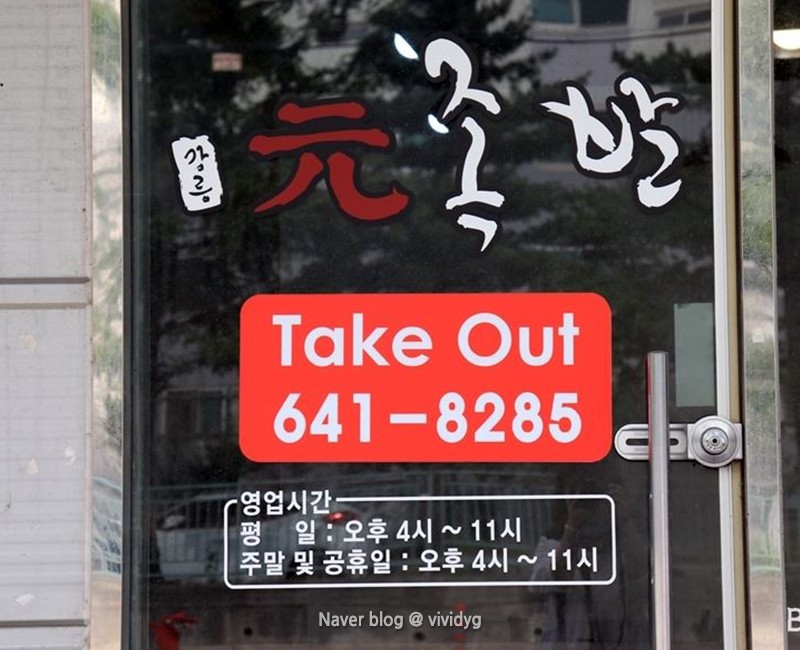 강릉 元 족발
Take Out
641-8285
영업시간
평 일 : 오후 4시 ~ 11시
주말 및 공휴일 : 오후 4시 ~ 11시
Naver blog @ vividyg